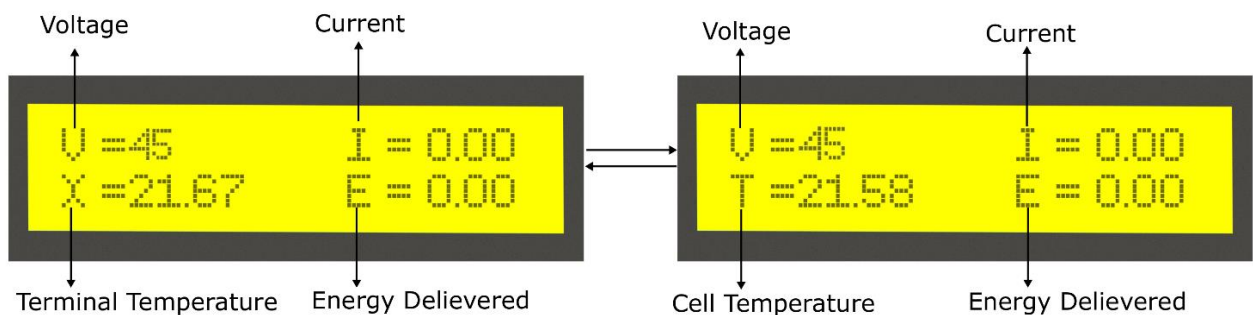 Voltage
Current
V =45
I = 0.00
X =21.67
E = 0.00
Terminal Temperature
Energy Delievered
Voltage
Current
V =45
I = 0.00
T =21.58
E = 0.00
Cell Temperature
Energy Delievered